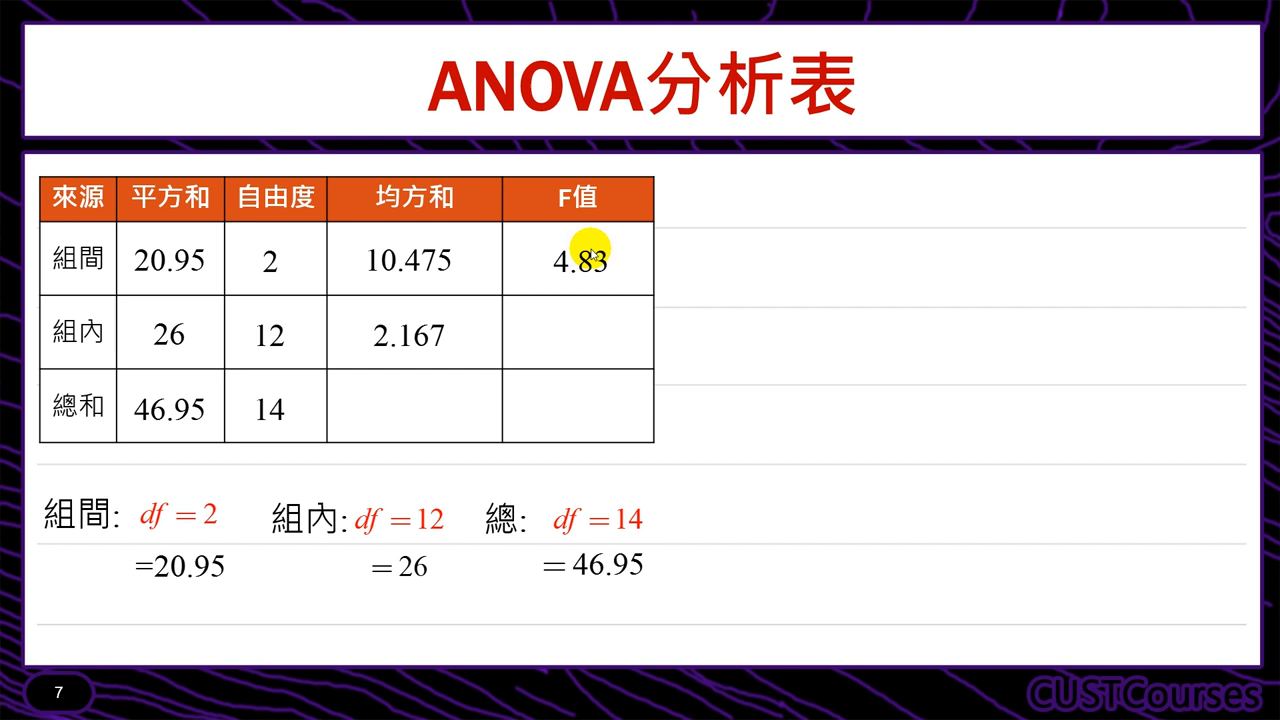 ANOVA分析表
來源 平方和 自由度 均方和 F值
組間 20.95 2 10.475 4.83
組內 26 12 2.167
總和 46.95 14
組間: df = 2 組內: df = 12 總: df = 14
=20.95 = 26 = 46.95
7
CUSTCourses